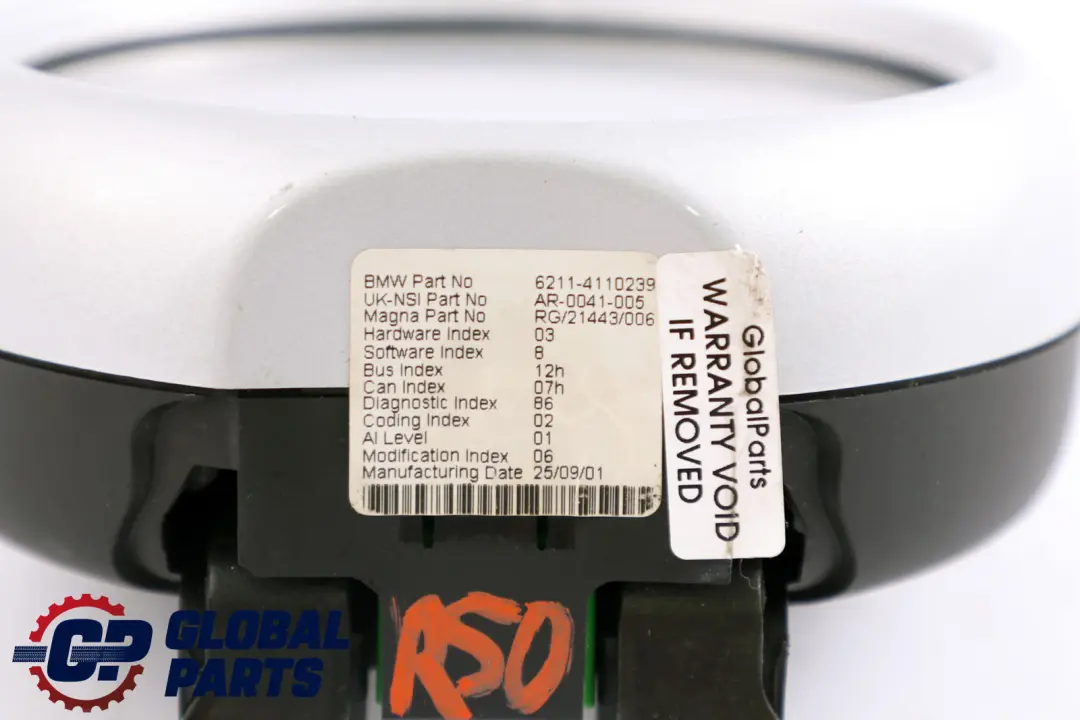 BMW Part No 6211-4110239
UK-NSI Part No AR-0041-005
Magna Part No RG/21443/006
Hardware Index 03
Software Index 8
Bus Index 12h
Can Index 07h
Diagnostic Index 86
Coding Index 02
AI Level 01
Modification Index 06
Manufacturing Date 25/09/01
GlobalParts
WARRANTY VOID
IF REMOVED
R50
GP GLOBAL
PARTS